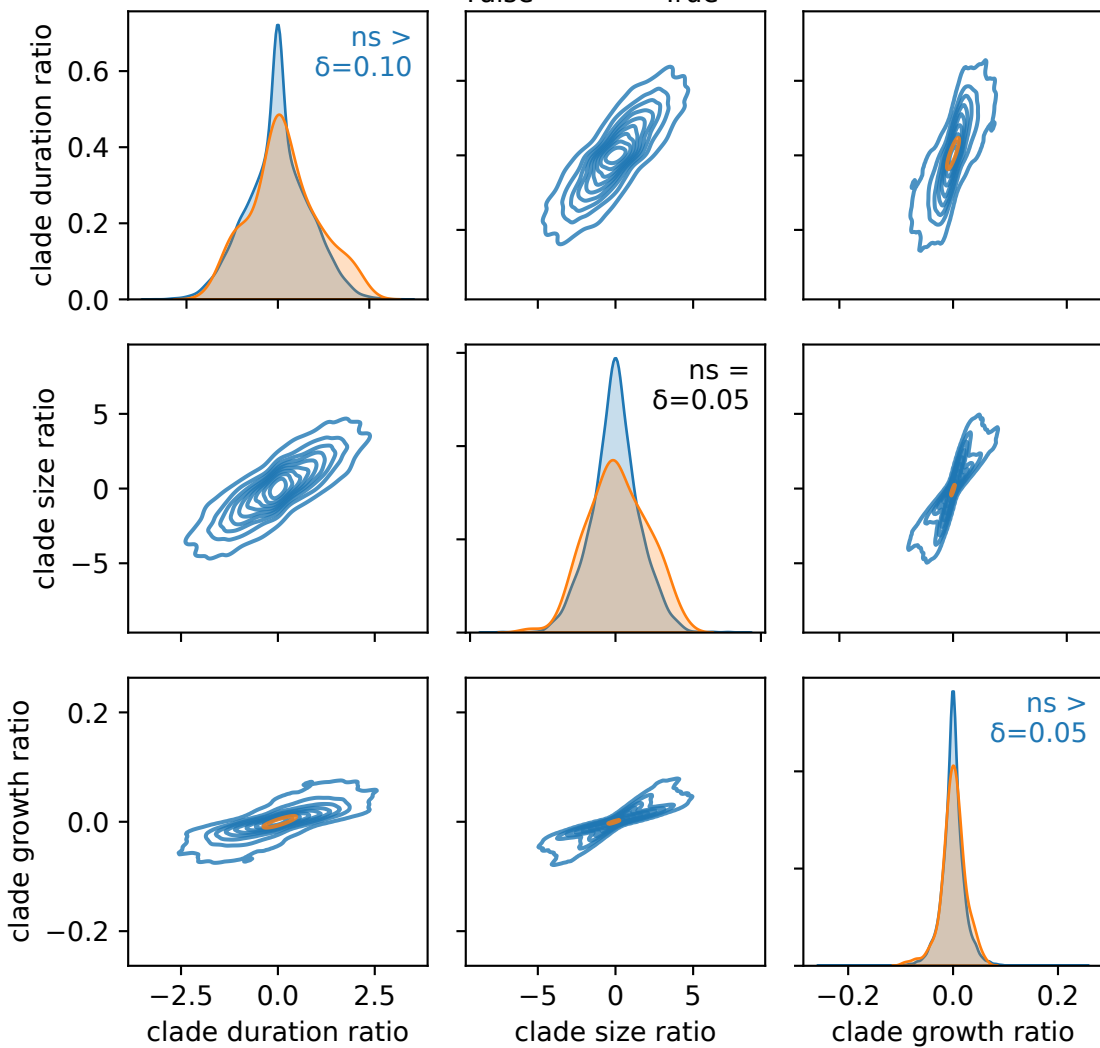 clade duration ratio
0.6
0.4
0.2
0.0
ns >
δ=0.10
clade size ratio
5
0
−5
ns =
δ=0.05
clade growth ratio
0.2
0.0
−0.2
ns >
δ=0.05
−2.5 0.0 2.5
−5 0 5
−0.2 0.0 0.2
clade duration ratio
clade size ratio
clade growth ratio